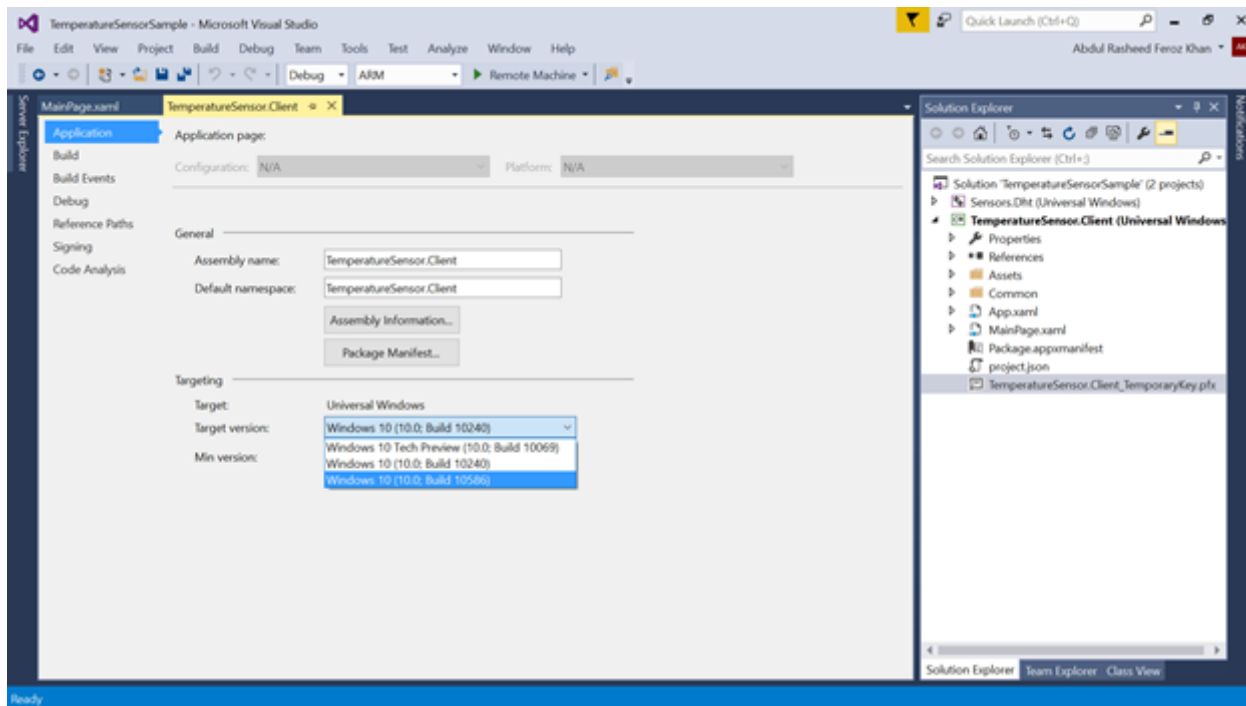 TemperatureSensorSample - Microsoft Visual Studio
Quick Launch (Ctrl+Q)
File Edit View Project Build Debug Team Tools Test Analyze Window Help
Abdul Rasheed Feroz Khan
Debug ARM Remote Machine
Server Explorer
MainPage.xaml
TemperatureSensor.Client
Application
Build
Build Events
Debug
Reference Paths
Signing
Code Analysis
Application page:
Configuration: N/A Platform: N/A
General
Assembly name: TemperatureSensor.Client
Default namespace: TemperatureSensor.Client
Assembly Information...
Package Manifest...
Targeting
Target: Universal Windows
Target version: Windows 10 (10.0; Build 10240)
Windows 10 Tech Preview (10.0; Build 10069)
Min version: Windows 10 (10.0; Build 10240)
Windows 10 (10.0; Build 10586)
Solution Explorer
Search Solution Explorer (Ctrl+;)
Solution 'TemperatureSensorSample' (2 projects)
Sensors.Dht (Universal Windows)
TemperatureSensor.Client (Universal Windows
Properties
References
Assets
Common
App.xaml
MainPage.xaml
Package.appxmanifest
project.json
TemperatureSensor.Client_TemporaryKey.pfx
Solution Explorer Team Explorer Class View
Notifications
Ready